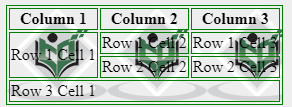 Column 1 Column 2 Column 3
Row 1 Cell 1 Row 1 Cell 2 Row 1 Cell 3
Row 2 Cell 2 Row 2 Cell 3
Row 3 Cell 1